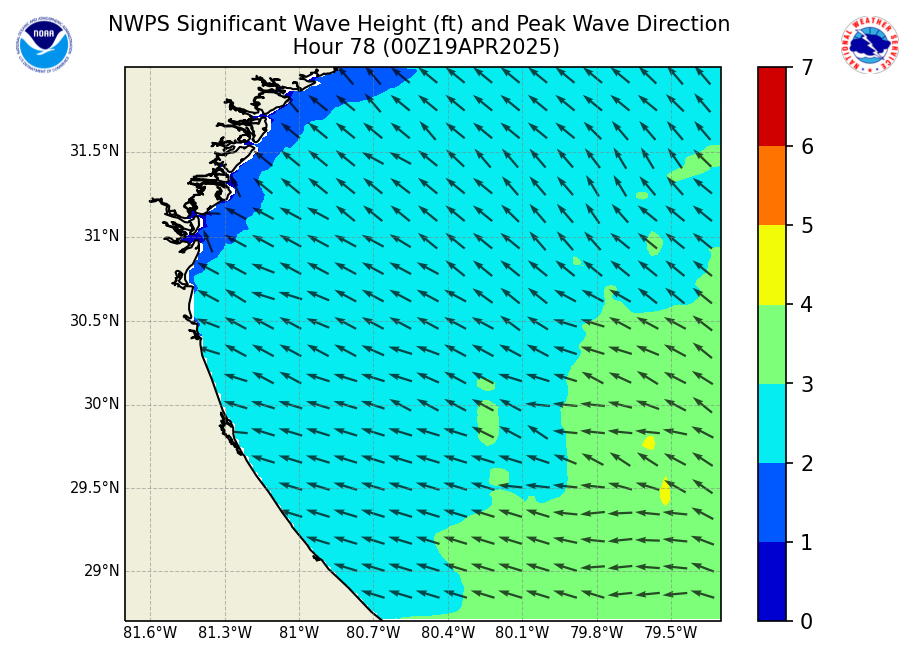 NWPS Significant Wave Height (ft) and Peak Wave Direction
Hour 78 (00Z19APR2025)
NOAA
31.5°N
31°N
30.5°N
30°N
29.5°N
29°N
81.6°W 81.3°W 81°W 80.7°W 80.4°W 80.1°W 79.8°W 79.5°W
7
6
5
4
3
2
1
0
NATIONAL WEATHER SERVICE